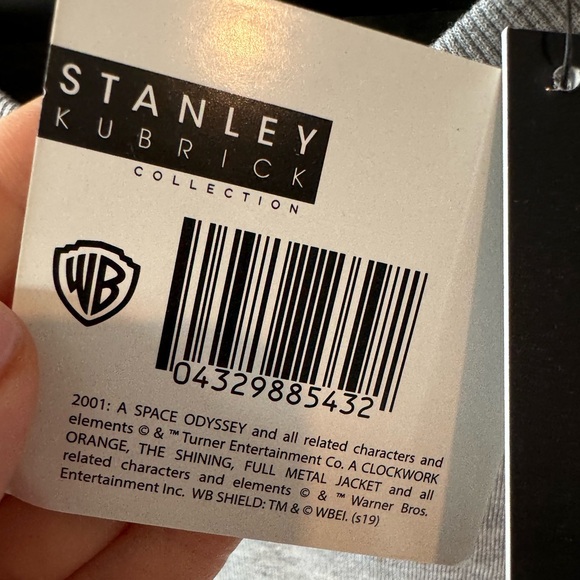 STANLEY
KUBRICK
COLLECTION
WB
04329885432
2001: A SPACE ODYSSEY and all related characters and
elements © & ™ Turner Entertainment Co. A CLOCKWORK
ORANGE, THE SHINING, FULL METAL JACKET and all
related characters and elements © & ™ Warner Bros.
Entertainment Inc. WB SHIELD: TM & © WBEI. (s19)